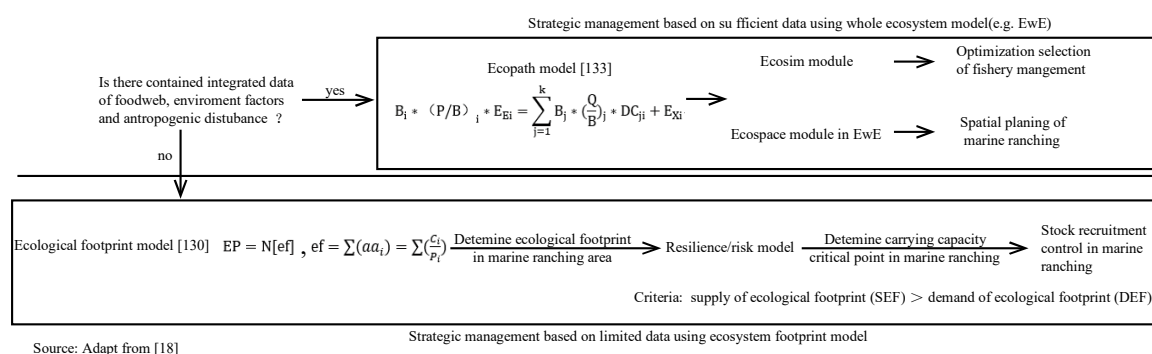 Strategic management based on su fficient data using whole ecosystem model(e.g. EwE)
Is there contained integrated data
of foodweb, enviroment factors
and antropogenic distubance ?
yes
no
Ecopath model [133]
B_i * (P/B)_i * E_Ei = ∑_{j=1}^{k} B_j * (Q/B)_j * DC_ji + E_Xi
Ecosim module
Optimization selection
of fishery mangement
Ecospace module in EwE
Spatial planing of
marine ranching
Ecological footprint model [130] EP = N[ef] , ef = ∑(aa_i) = ∑(c_i/p_i)
Detemine ecological footprint
in marine ranching area
Resilience/risk model
Detemine carrying capacity
critical point in marine ranching
Stock recruitment
control in marine
ranching
Criteria: supply of ecological footprint (SEF) > demand of ecological footprint (DEF)
Strategic management based on limited data using ecosystem footprint model
Source: Adapt from [18]